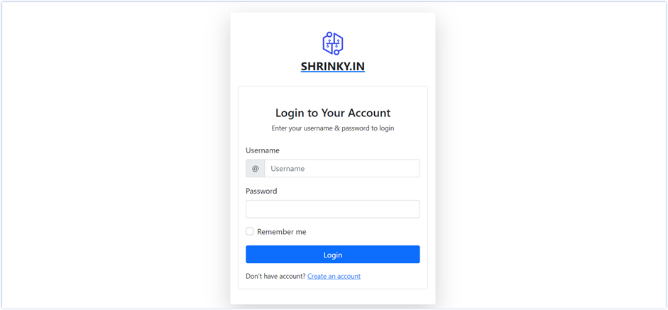 SHRINKY.IN
Login to Your Account
Enter your username & password to login
Username
@ Username
Password
Remember me
Login
Don't have account? Create an account